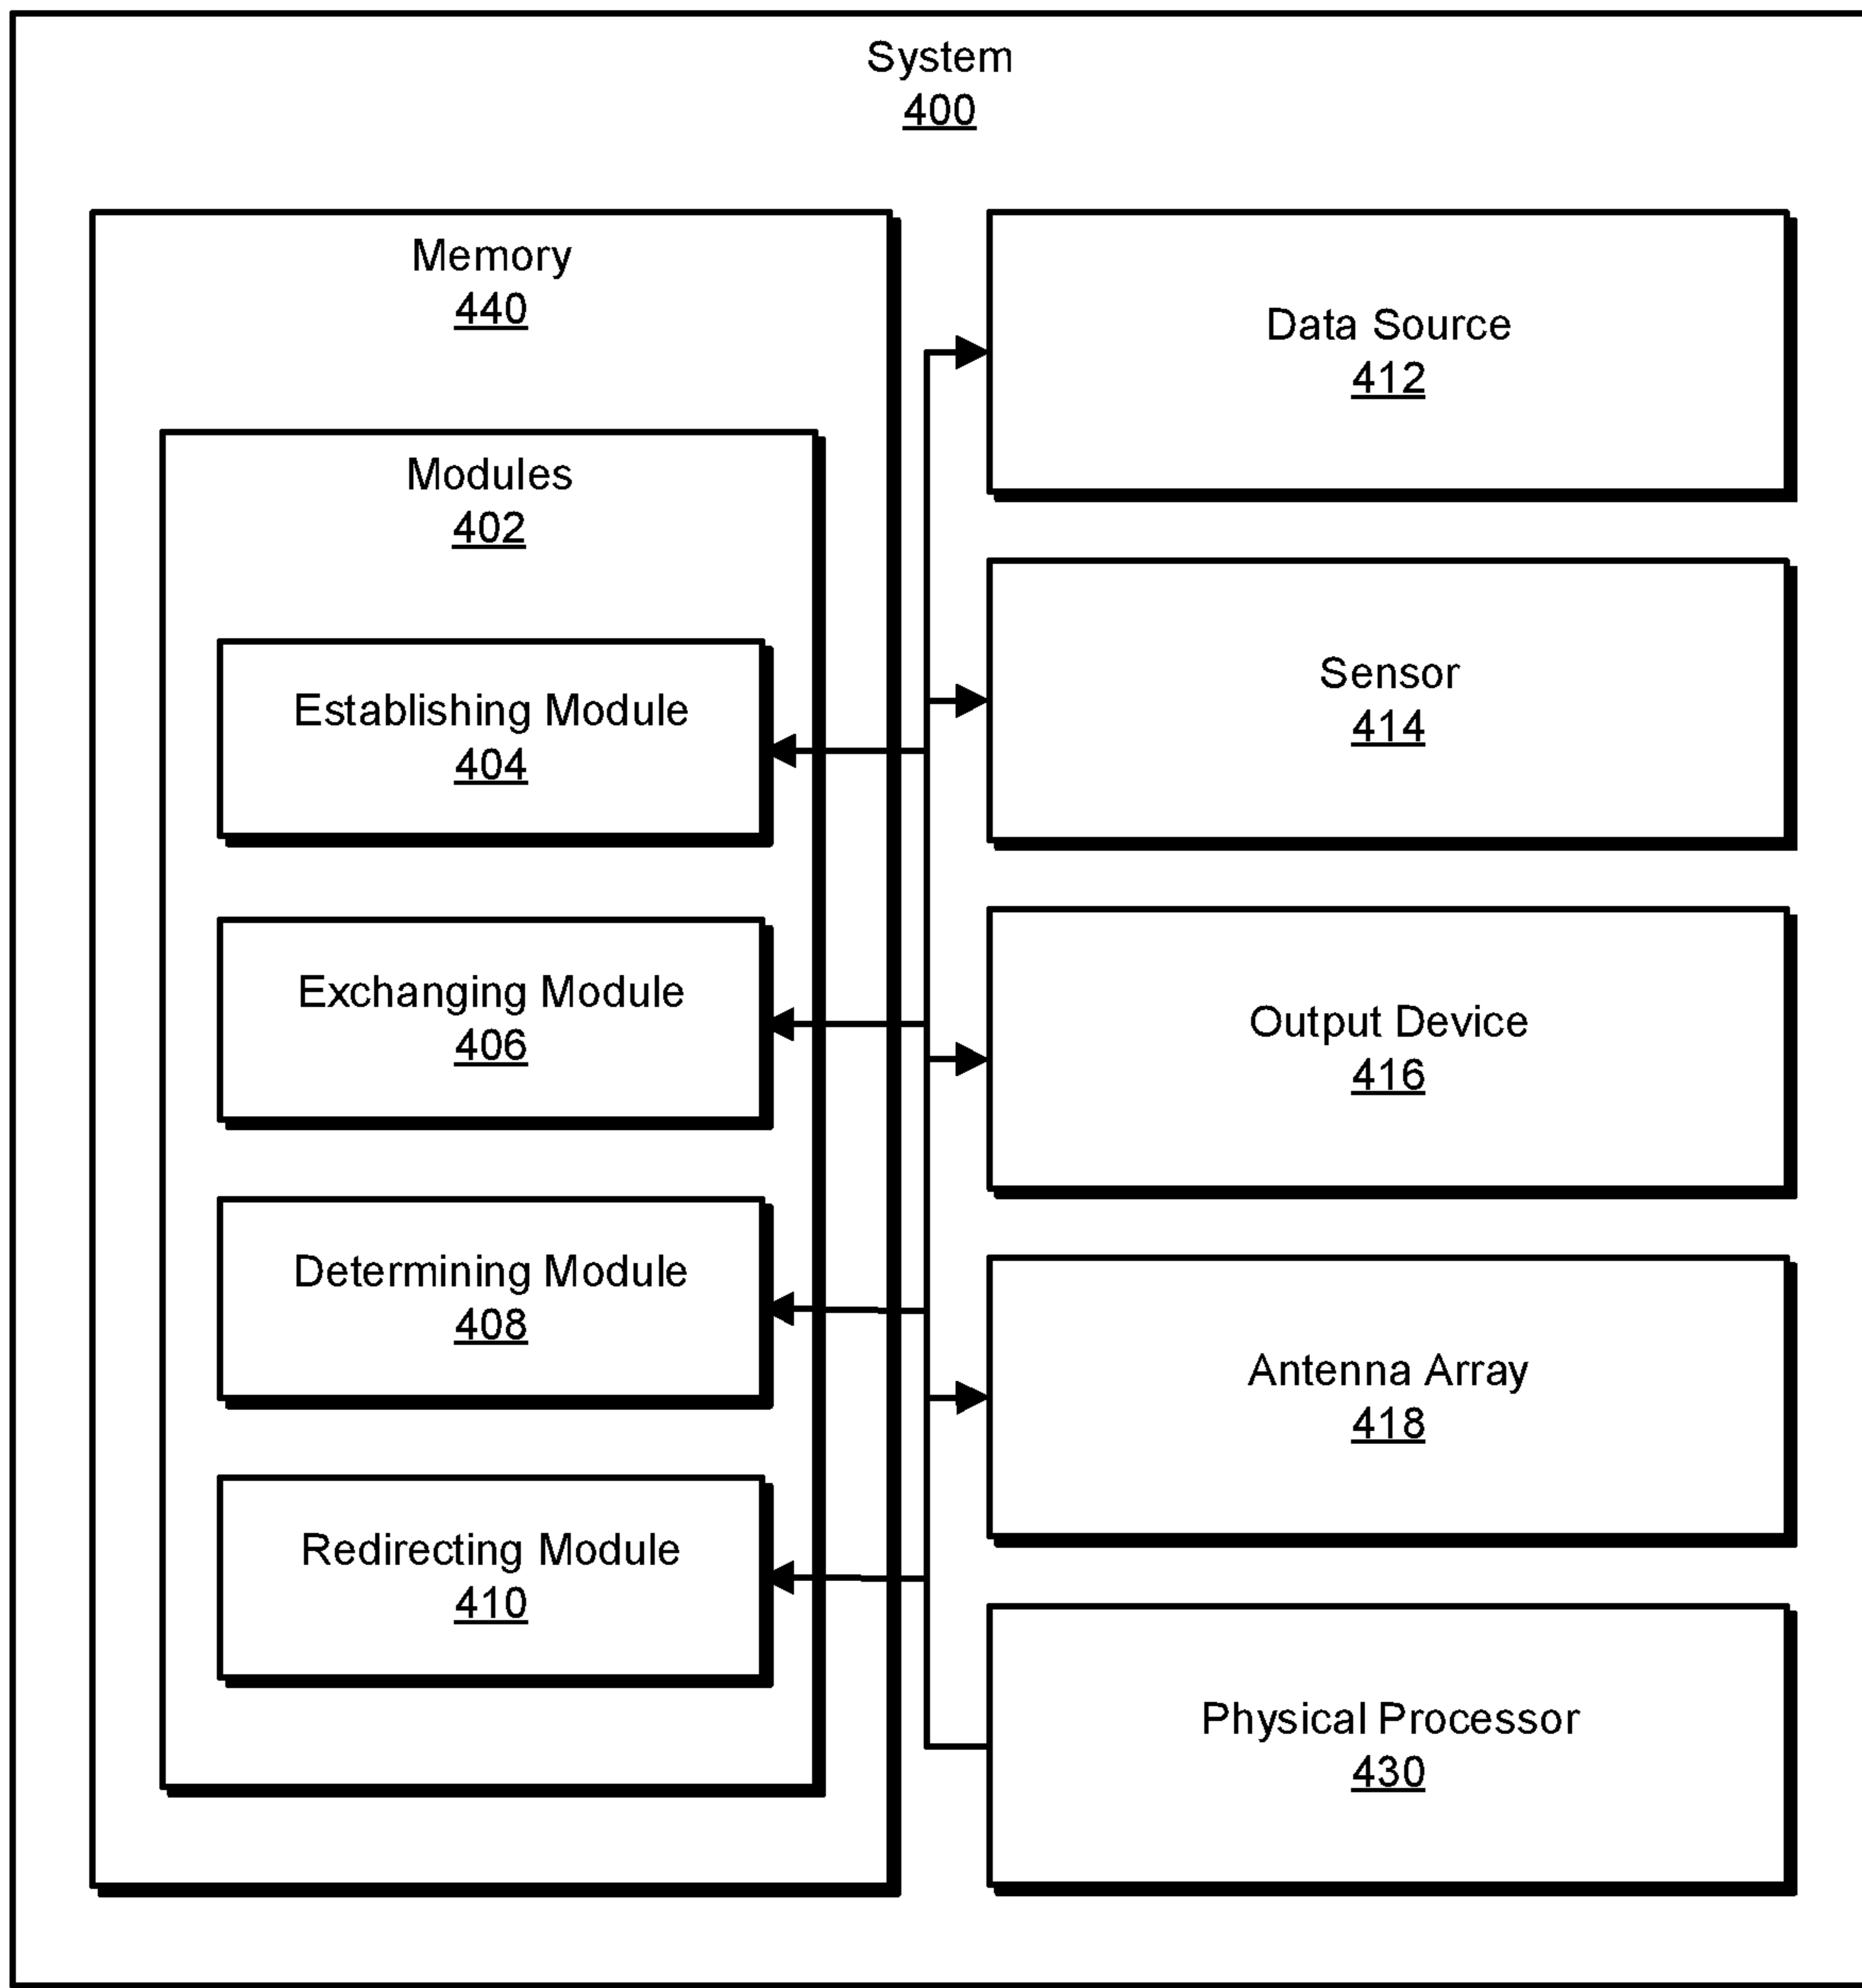 System
400
Memory
440
Modules
402
Establishing Module
404
Exchanging Module
406
Determining Module
408
Redirecting Module
410
Data Source
412
Sensor
414
Output Device
416
Antenna Array
418
Physical Processor
430